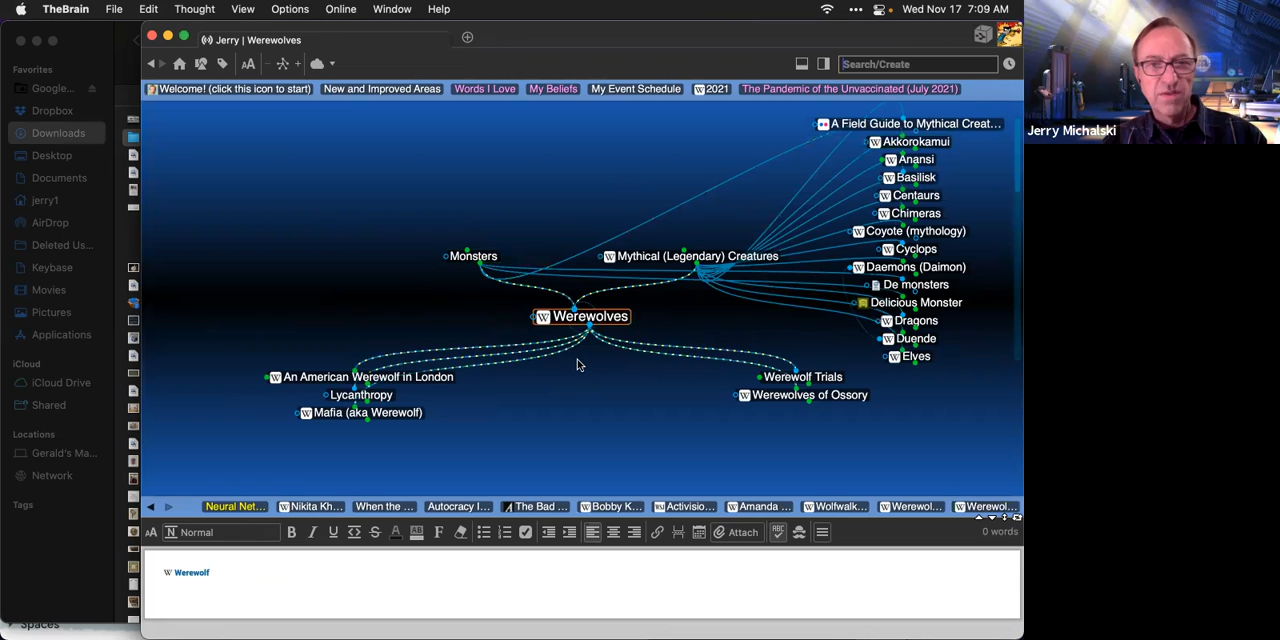 TheBrain File Edit Thought View Options Online Window Help Wed Nov 17 7:09 AM
Jerry | Werewolves
Favorites
Google...
Dropbox
Downloads
Desktop
Documents
jerry1
AirDrop
Deleted Us...
Keybase
Movies
Pictures
Applications
iCloud
iCloud Drive
Shared
Locations
Gerald's Ma...
Network
Tags
Spaces
Search/Create
Welcome! (click this icon to start) New and Improved Areas Words I Love My Beliefs My Event Schedule 2021 The Pandemic of the Unvaccinated (July 2021)
A Field Guide to Mythical Creat...
Akkorokamui
Anansi
Basilisk
Centaurs
Chimeras
Coyote (mythology)
Cyclops
Daemons (Daimon)
De monsters
Delicious Monster
Dragons
Duende
Elves
Monsters Mythical (Legendary) Creatures
Werewolves
An American Werewolf in London Werewolf Trials
Lycanthropy Werewolves of Ossory
Mafia (aka Werewolf)
Neural Net... Nikita Kh... When the ... Autocracy I... The Bad ... Bobby K... Activisio... Amanda ... Wolfwalk... Werewol... Werewol...
Normal Attach 0 words
Werewolf
Jerry Michalski